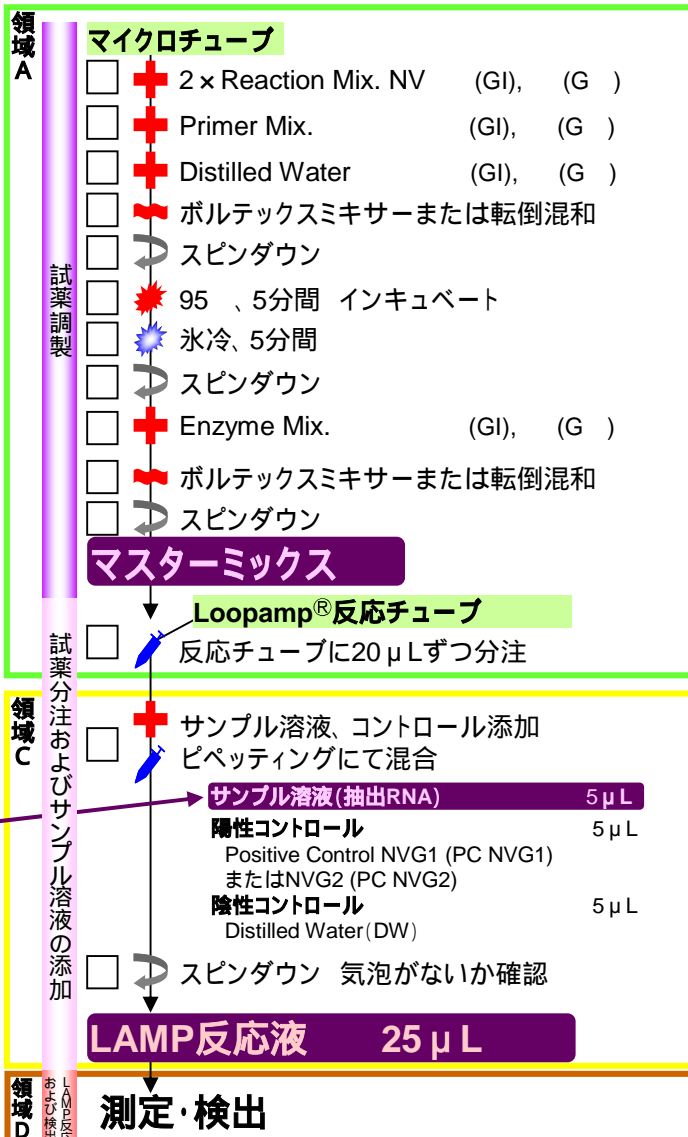 領域A
試薬調製
マイクロチューブ
2×Reaction Mix. NV (GI), (G )
Primer Mix. (GI), (G )
Distilled Water (GI), (G )
ボルテックスミキサーまたは転倒混和
スピンダウン
95 、5分間 インキュベート
氷冷、5分間
スピンダウン
Enzyme Mix. (GI), (G )
ボルテックスミキサーまたは転倒混和
スピンダウン
マスターミックス
試薬分注およびサンプル溶液の添加
Loopamp®反応チューブ
反応チューブに20μLずつ分注
領域C
サンプル溶液、コントロール添加
ピペッティングにて混合
サンプル溶液(抽出RNA) 5μL
陽性コントロール 5μL
Positive Control NVG1 (PC NVG1)
またはNVG2 (PC NVG2)
陰性コントロール 5μL
Distilled Water(DW)
スピンダウン 気泡がないか確認
LAMP反応液 25μL
領域D
LAMP反応
および検出
測定・検出